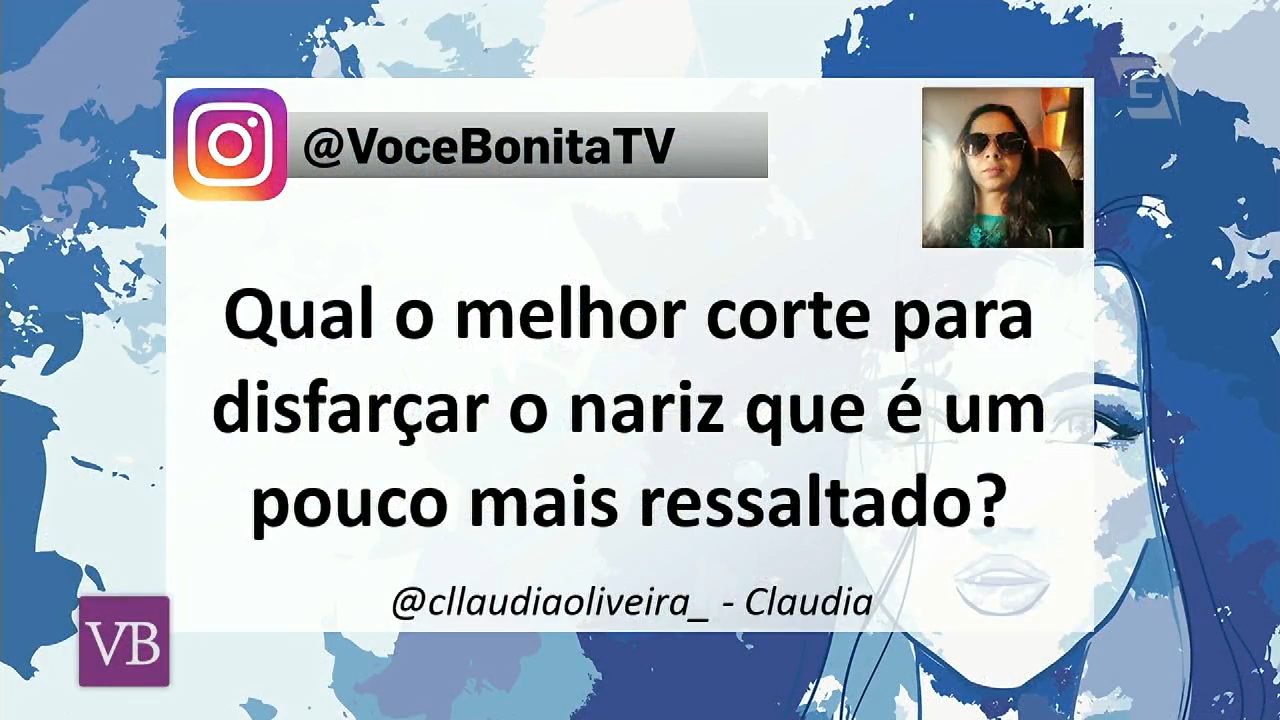 @VoceBonitaTV
Qual o melhor corte para
disfarçar o nariz que é um
pouco mais ressaltado?
@cllaudiaoliveira_ - Claudia
VB